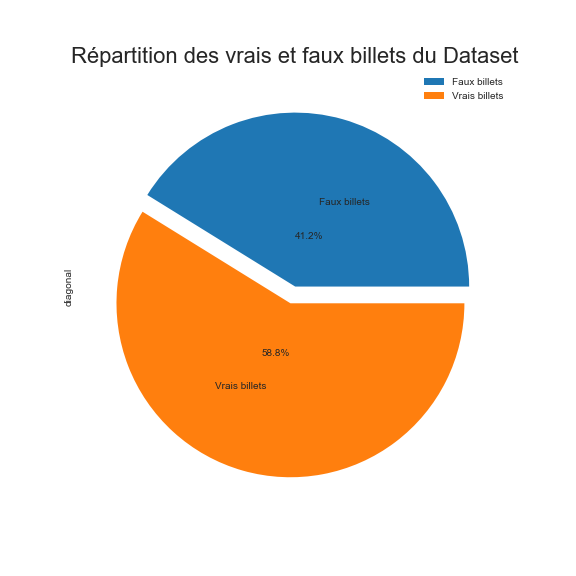 Répartition des vrais et faux billets du Dataset
Faux billets
Vrais billets
Faux billets
41.2%
diagonal
58.8%
Vrais billets